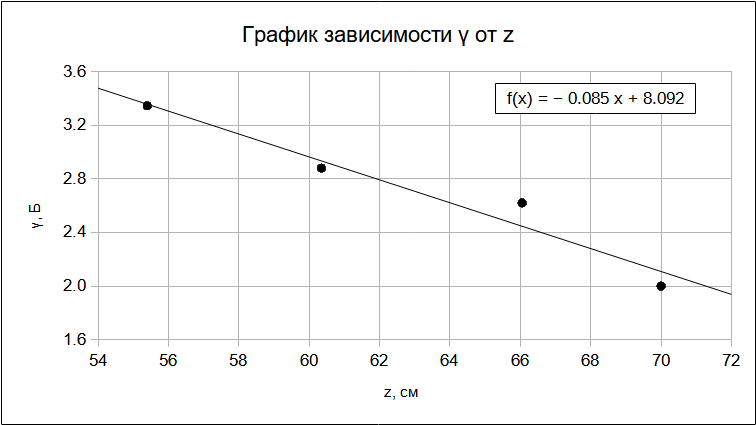 График зависимости γ от z
f(x) = − 0.085 x + 8.092
3.6
3.2
2.8
2.4
2.0
1.6
γ, Б
54 56 58 60 62 64 66 68 70 72
z, см